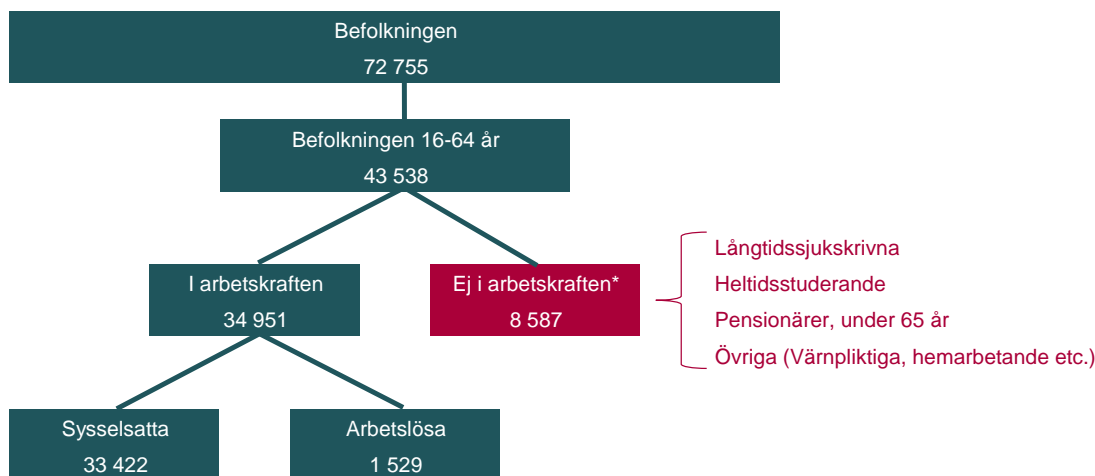 Befolkningen
72 755
Befolkningen 16-64 år
43 538
I arbetskraften
34 951
Ej i arbetskraften*
8 587
Långtidssjukskrivna
Heltidsstuderande
Pensionärer, under 65 år
Övriga (Värnpliktiga, hemarbetande etc.)
Sysselsatta
33 422
Arbetslösa
1 529